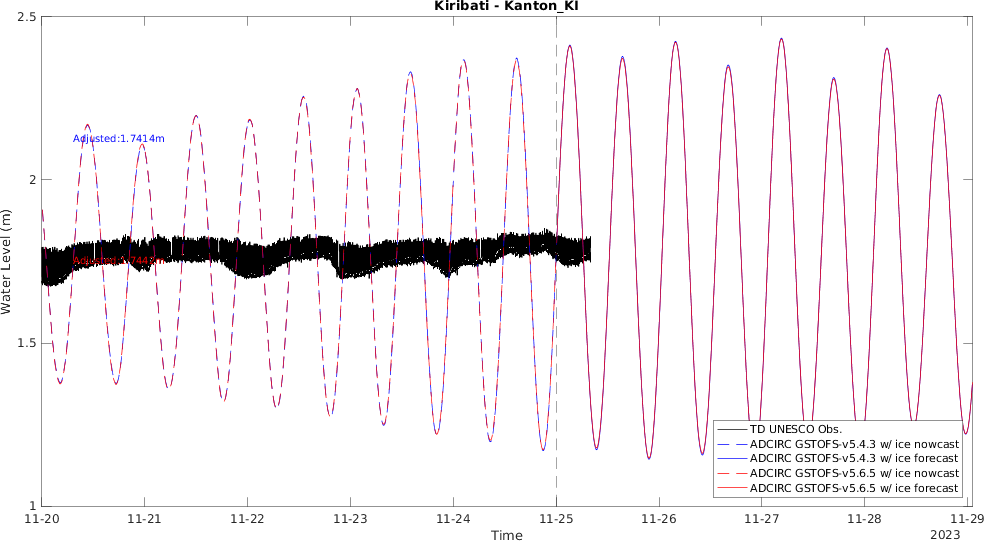 Kiribati - Kanton_KI
2.5
2
1.5
1
Water Level (m)
Adjusted:1.7414m
11-20
11-21
11-22
11-23
11-24
11-25
11-26
11-27
11-28
11-29
Time
2023
TD UNESCO Obs.
ADCIRC GSTOFS-v5.4.3 w/ ice nowcast
ADCIRC GSTOFS-v5.4.3 w/ ice forecast
ADCIRC GSTOFS-v5.6.5 w/ ice nowcast
ADCIRC GSTOFS-v5.6.5 w/ ice forecast